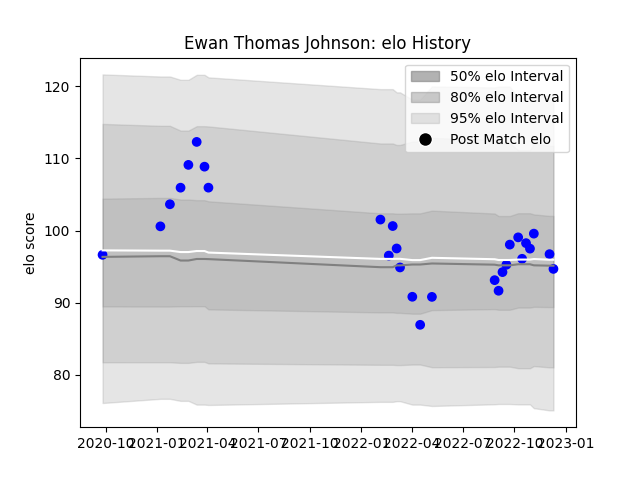 Ewan Thomas Johnson: elo History
50% elo Interval
80% elo Interval
95% elo Interval
Post Match elo
elo score
120
110
100
90
80
2020-10 2021-01 2021-04 2021-07 2021-10 2022-01 2022-04 2022-07 2022-10 2023-01